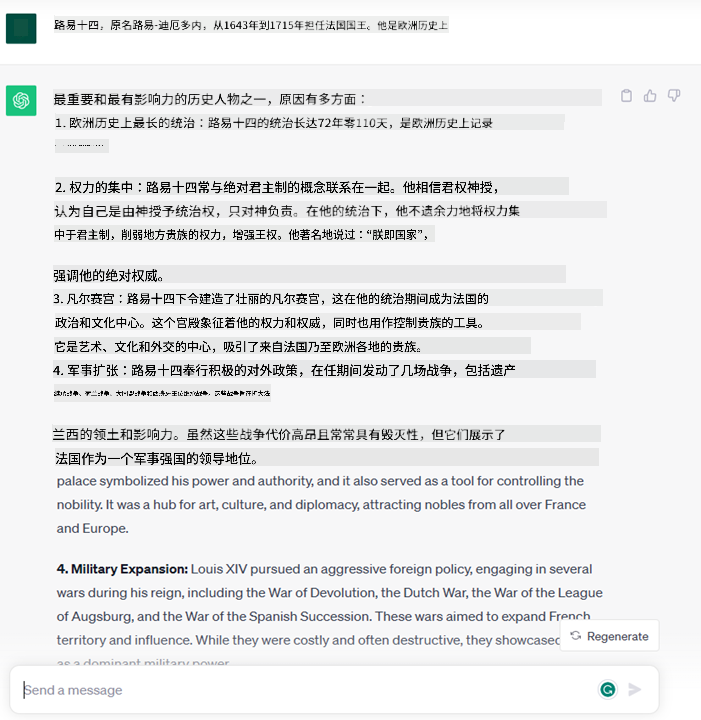 路易十四，原名路易-迪厄多内，从1643年到1715年担任法国国王。他是欧洲历史上
最重要和最有影响力的历史人物之一，原因有多方面：
1. 欧洲历史上最长的统治：路易十四的统治长达72年零110天，是欧洲历史上记录
2. 权力的集中：路易十四常与绝对君主制的概念联系在一起。他相信君权神授，
认为自己是由神授予统治权，只对神负责。在他的统治下，他不遗余力地将权力集
中于君主制，削弱地方贵族的权力，增强王权。他著名地说过：“朕即国家”，
强调他的绝对权威。
3. 凡尔赛宫：路易十四下令建造了壮丽的凡尔赛宫，这在他的统治期间成为法国的
政治和文化中心。这个宫殿象征着他的权力和权威，同时也用作控制贵族的工具。
它是艺术、文化和外交的中心，吸引了来自法国乃至欧洲各地的贵族。
4. 军事扩张：路易十四奉行积极的对外政策，在任期间发动了几场战争，包括遗产
兰西的领土和影响力。虽然这些战争代价高昂且常常具有毁灭性，但它们展示了
法国作为一个军事强国的领导地位。
palace symbolized his power and authority, and it also served as a tool for controlling the
nobility. It was a hub for art, culture, and diplomacy, attracting nobles from all over France
and Europe.
4. Military Expansion: Louis XIV pursued an aggressive foreign policy, engaging in several
wars during his reign, including the War of Devolution, the Dutch War, the War of the League
of Augsburg, and the War of the Spanish Succession. These wars aimed to expand French
territory and influence. While they were costly and often destructive, they showcased
Regenerate
as a dominant military power.
Send a message